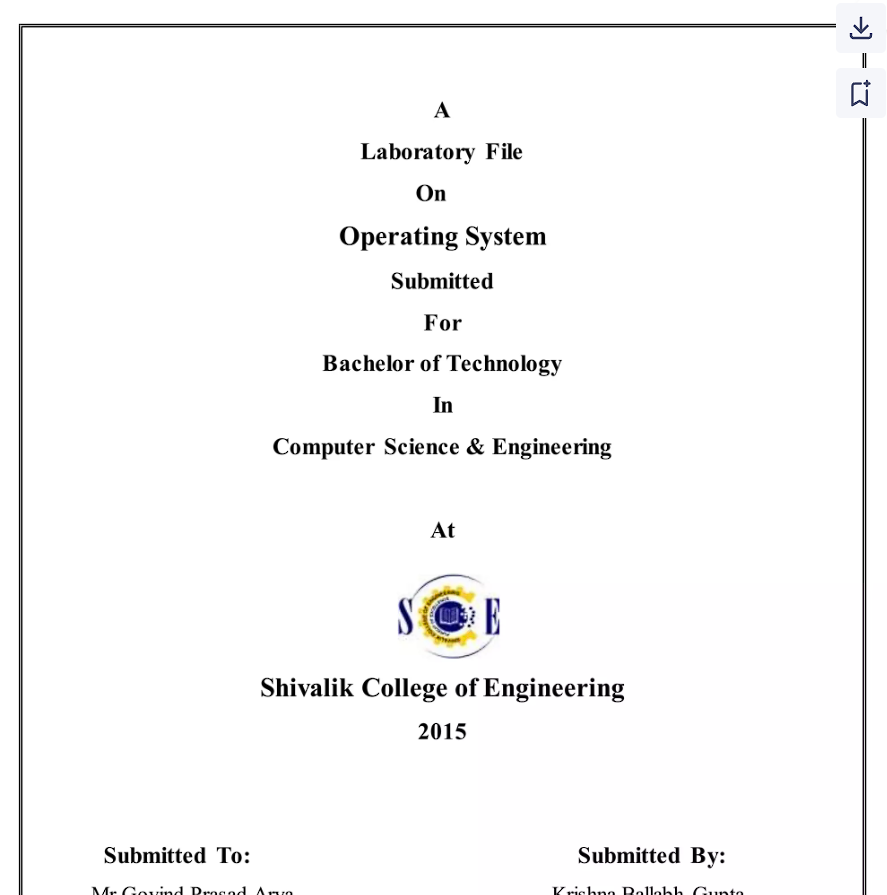 A
Laboratory File
On
Operating System
Submitted
For
Bachelor of Technology
In
Computer Science & Engineering
At
S C E
Shivalik College of Engineering
2015
Submitted To: Submitted By:
Mr Govind Prasad Arya Krishna Ballabh Gupta